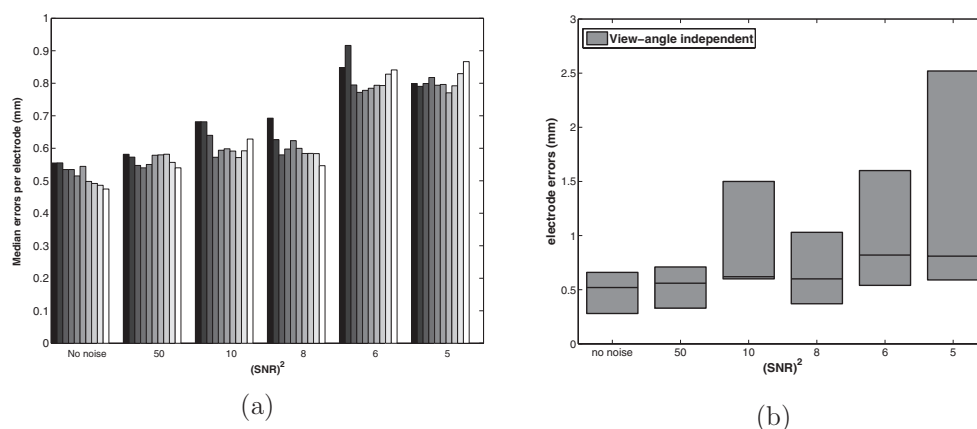 1
0.9
0.8
0.7
0.6
0.5
0.4
0.3
0.2
0.1
0
Median errors per electrode (mm)
No noise 50 10 8 6 5
(SNR)²
(a)
View−angle independent
3
2.5
2
1.5
1
0.5
0
electrode errors (mm)
no noise 50 10 8 6 5
(SNR)²
(b)